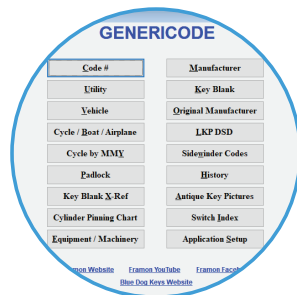 GENERICODE
Code # Manufacturer
Utility Key Blank
Vehicle Original Manufacturer
Cycle / Boat / Airplane LKP DSD
Cycle by MMY Sidewinder Codes
Padlock History
Key Blank X-Ref Antique Key Pictures
Cylinder Pinning Chart Switch Index
Equipment / Machinery Application Setup
Website Framon YouTube Framon
Blue Dog Keys Website